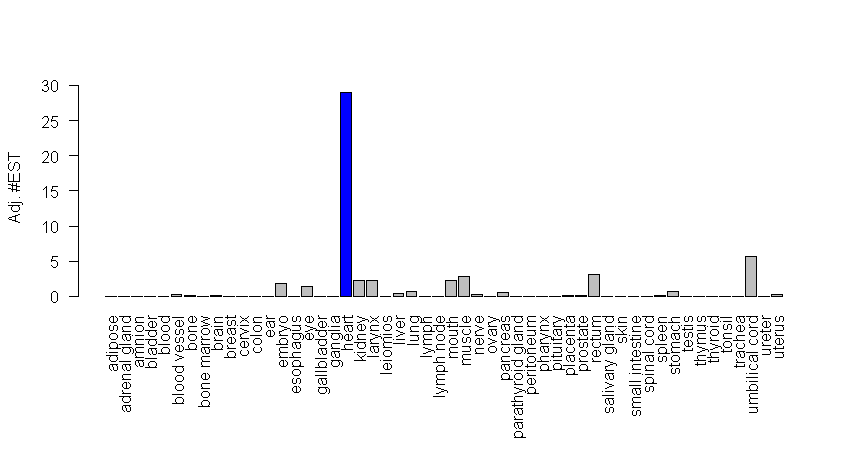 Adj. #EST
30
25
20
15
10
5
0
adipose
adrenal gland
amnion
bladder
blood
blood vessel
bone
bone marrow
brain
breast
cervix
colon
ear
embryo
esophagus
eye
gallbladder
ganglia
heart
kidney
larynx
leiomios
liver
lung
lymph
lymph node
mouth
muscle
nerve
ovary
pancreas
parathyroid gland
peritoneum
pharynx
pituitary
placenta
prostate
rectum
salivary gland
skin
small intestine
spinal cord
spleen
stomach
testis
thymus
thyroid
tonsil
trachea
umbilical cord
ureter
uterus